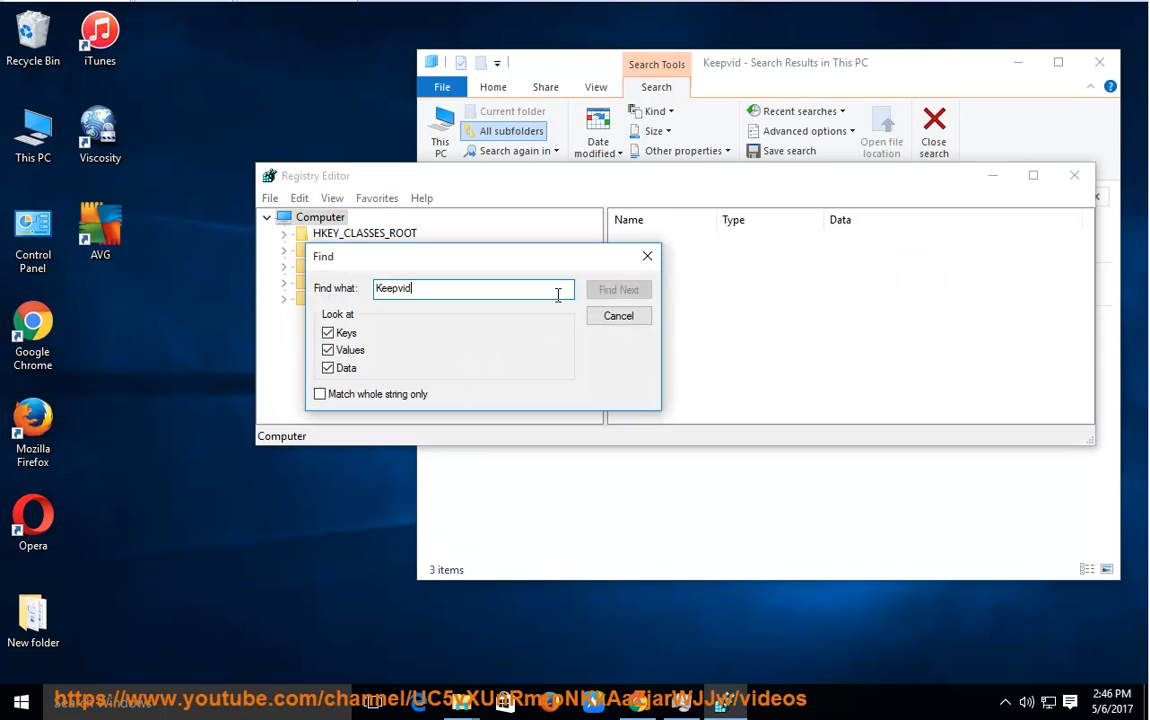 Recycle Bin
iTunes
This PC
Viscosity
Control Panel
AVG
Google Chrome
Mozilla Firefox
Opera
New folder
Search Tools
Keepvid - Search Results in This PC
File
Home
Share
View
Search
This PC
Current folder
All subfolders
Search again in
Date modified
Kind
Size
Other properties
Recent searches
Advanced options
Save search
Open file location
Close search
Registry Editor
File
Edit
View
Favorites
Help
Computer
HKEY_CLASSES_ROOT
Name
Type
Data
Find
Find what:
Keepvid
Find Next
Cancel
Look at
Keys
Values
Data
Match whole string only
Computer
3 items
Search Windows
2:46 PM
5/6/2017